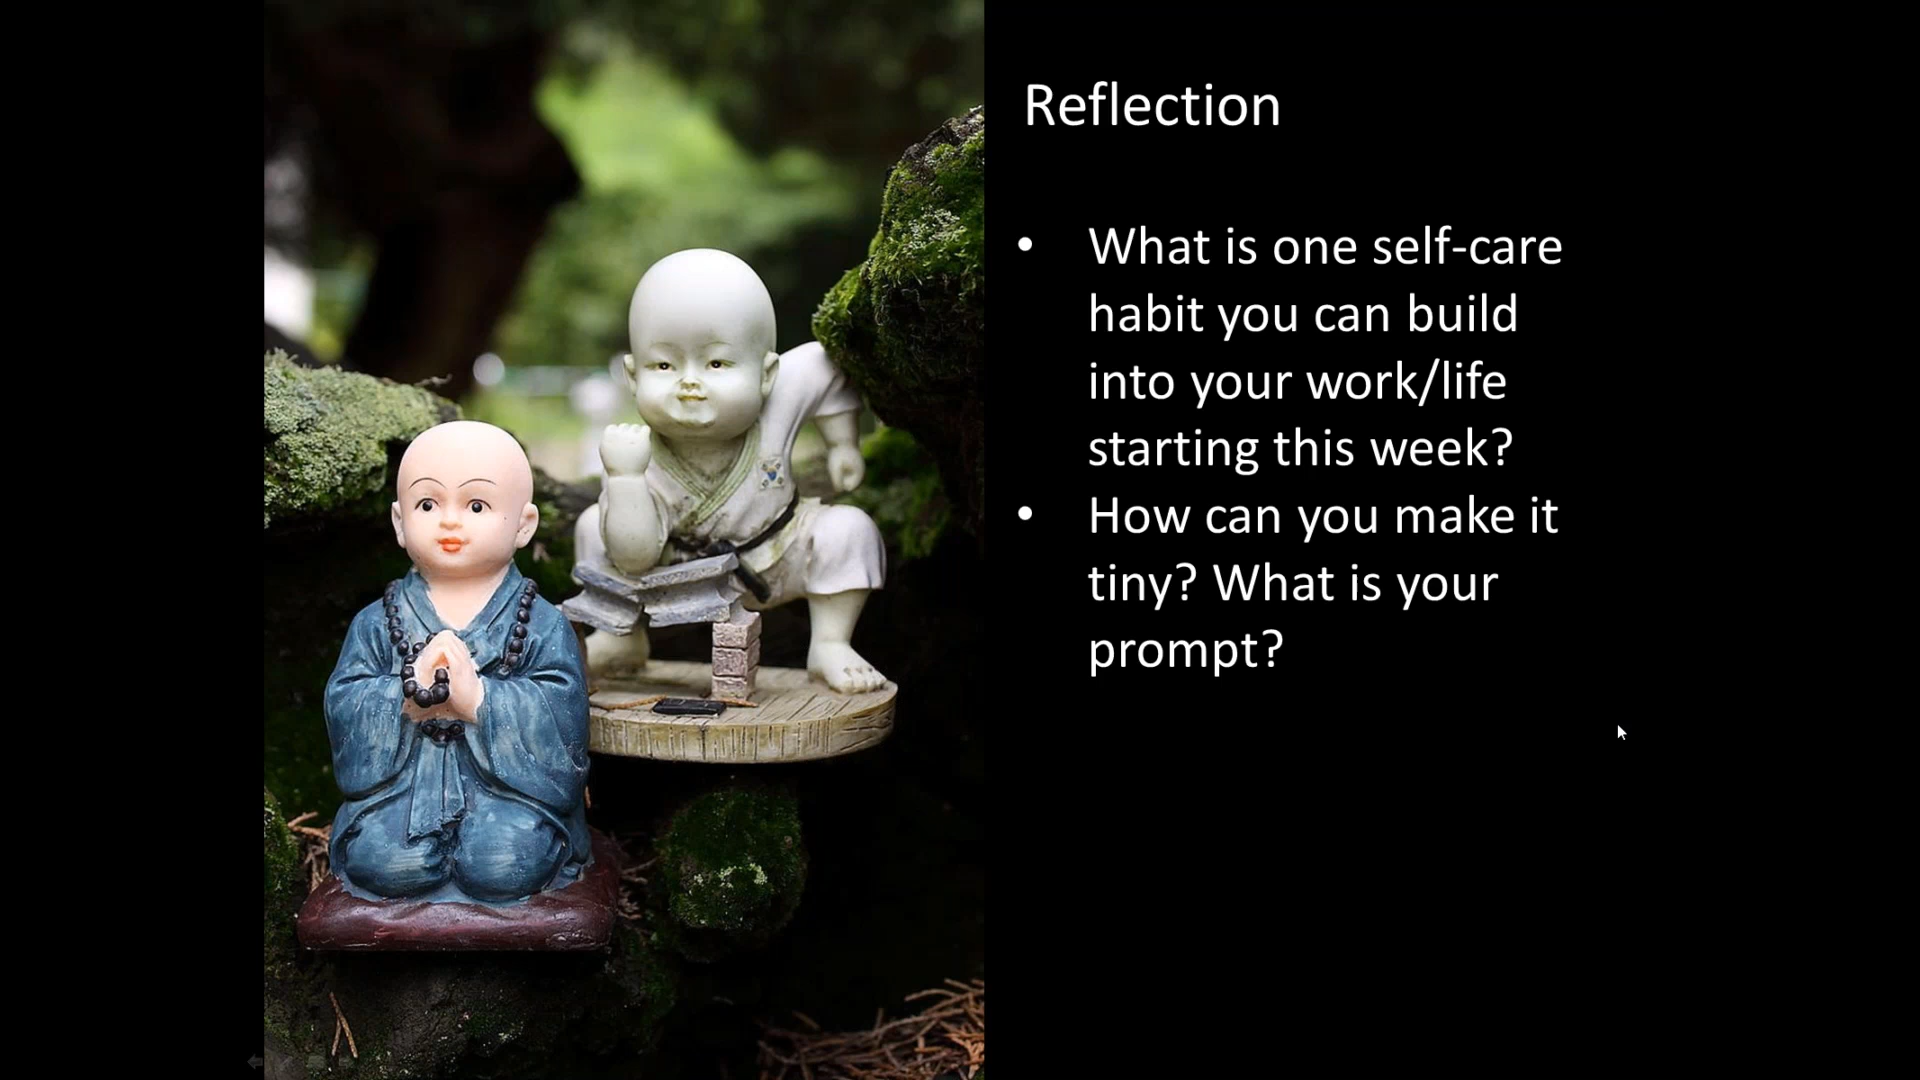 Reflection
• What is one self-care
habit you can build
into your work/life
starting this week?
• How can you make it
tiny? What is your
prompt?